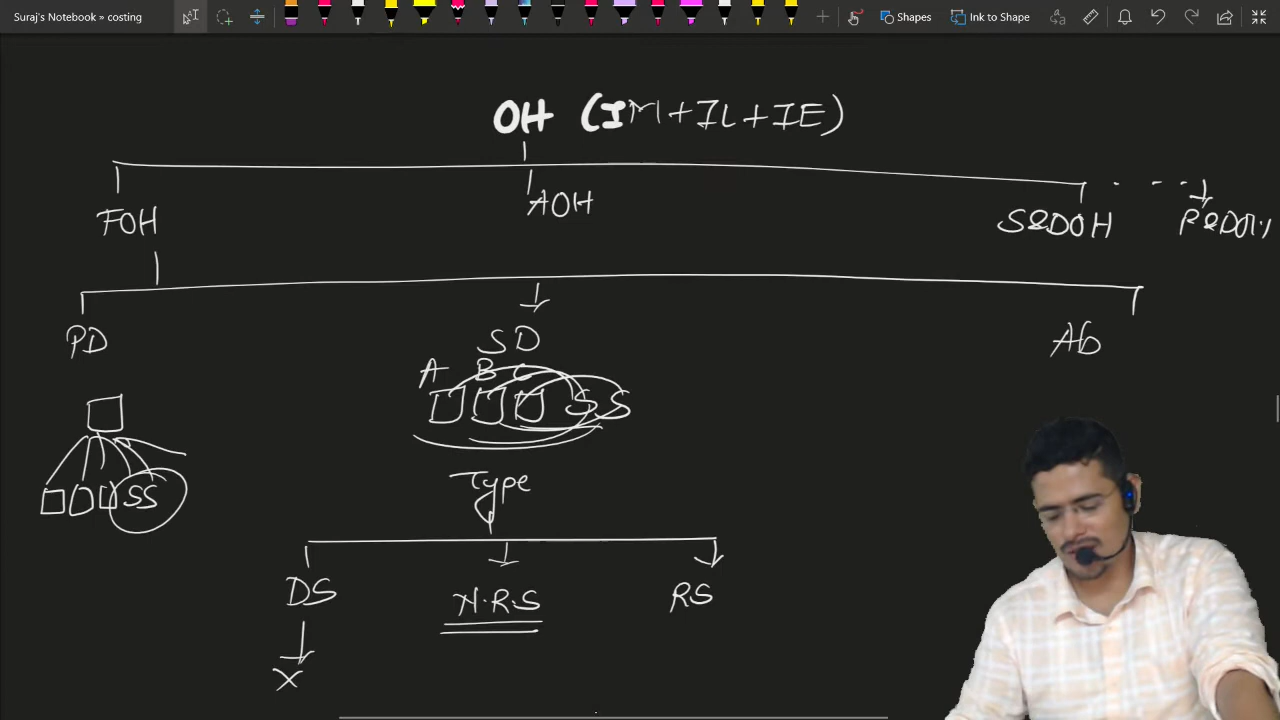 Suraj's Notebook » costing
Shapes
Ink to Shape
OH (IM+IL+IE)
FOH AOH S&DOH
PD SD Ab
A B C
SS
SS
Type
DS N.R.S RS
X